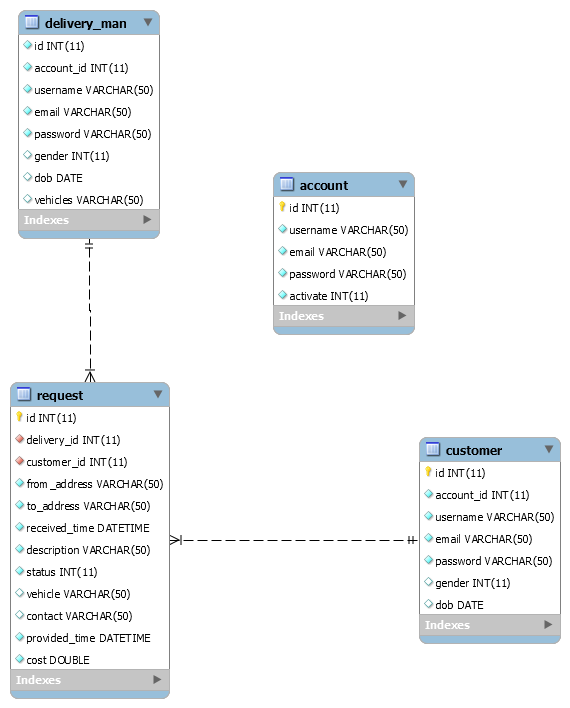 delivery_man
id INT(11)
account_id INT(11)
username VARCHAR(50)
email VARCHAR(50)
password VARCHAR(50)
gender INT(11)
dob DATE
vehicles VARCHAR(50)
Indexes
account
id INT(11)
username VARCHAR(50)
email VARCHAR(50)
password VARCHAR(50)
activate INT(11)
Indexes
request
id INT(11)
delivery_id INT(11)
customer_id INT(11)
from_address VARCHAR(50)
to_address VARCHAR(50)
received_time DATETIME
description VARCHAR(50)
status INT(11)
vehicle VARCHAR(50)
contact VARCHAR(50)
provided_time DATETIME
cost DOUBLE
Indexes
customer
id INT(11)
account_id INT(11)
username VARCHAR(50)
email VARCHAR(50)
password VARCHAR(50)
gender INT(11)
dob DATE
Indexes